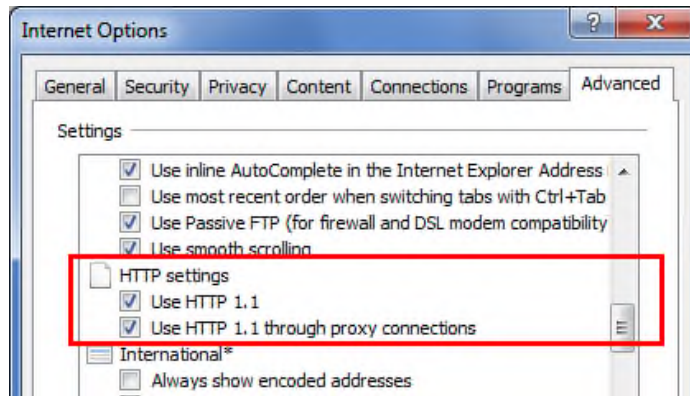 Internet Options
General Security Privacy Content Connections Programs Advanced
Settings
Use inline AutoComplete in the Internet Explorer Address
Use most recent order when switching tabs with Ctrl+Tab
Use Passive FTP (for firewall and DSL modem compatibility
Use smooth scrolling
HTTP settings
Use HTTP 1.1
Use HTTP 1.1 through proxy connections
International*
Always show encoded addresses